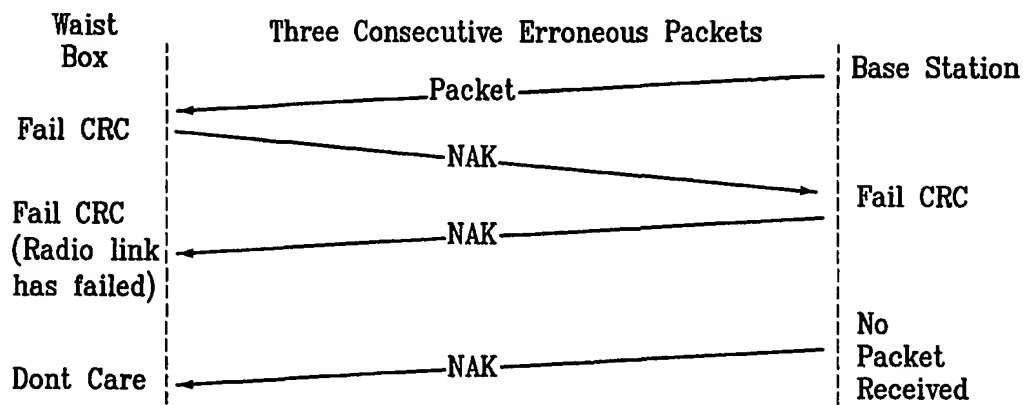 Waist
Box
Three Consecutive Erroneous Packets
Base Station
Packet
Fail CRC
NAK
Fail CRC
Fail CRC
(Radio link
has failed)
NAK
No
Packet
Received
NAK
Dont Care